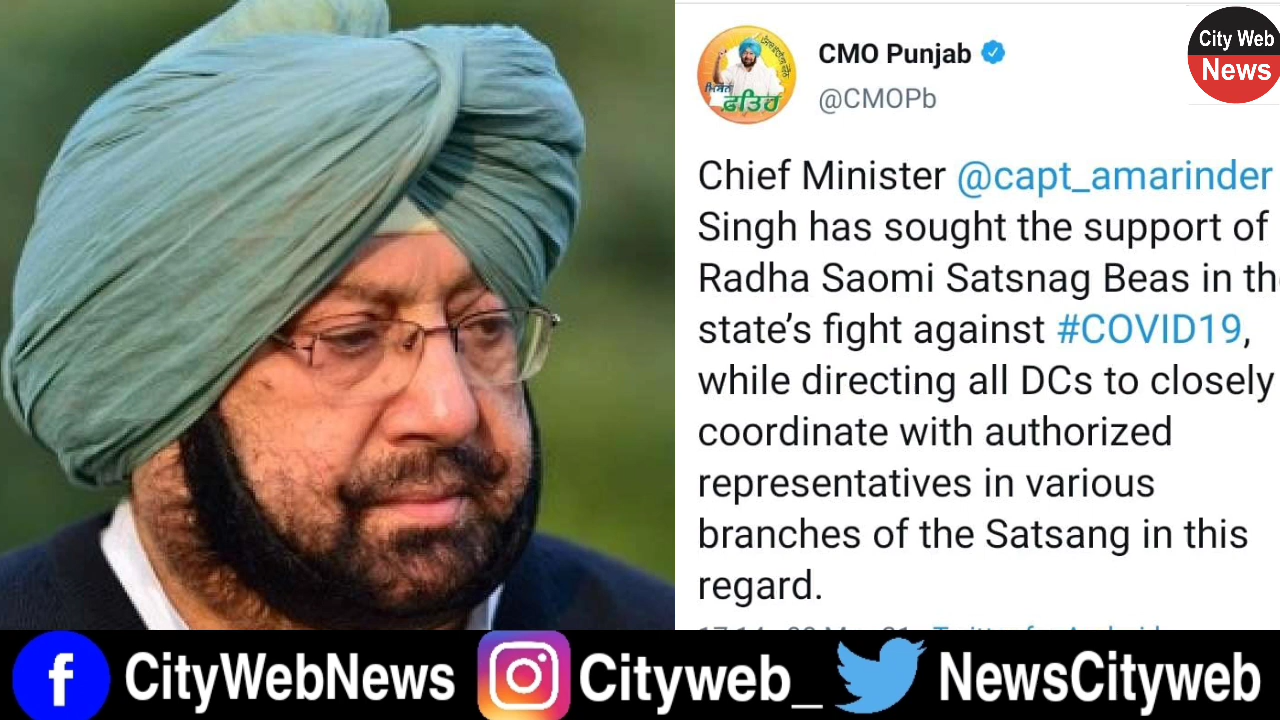 CMO Punjab
@CMOPb
City Web
News
ਫ਼ਤਿਹ
Chief Minister @capt_amarinder
Singh has sought the support of
Radha Saomi Satsnag Beas in th
state's fight against #COVID19,
while directing all DCs to closely
coordinate with authorized
representatives in various
branches of the Satsang in this
regard.
CityWebNews
Cityweb_
NewsCityweb